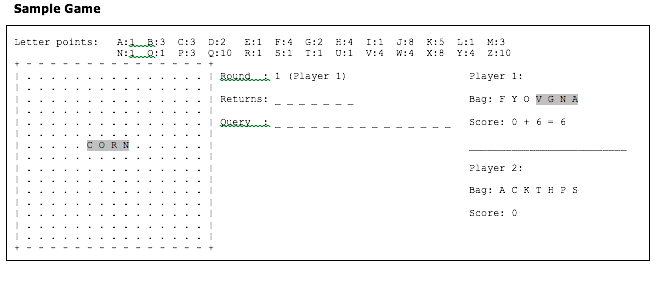 Sample Game
Letter points: A:1 B:3 C:3 D:2 E:1 F:4 G:2 H:4 I:1 J:8 K:5 L:1 M:3
N:1 O:1 P:3 Q:10 R:1 S:1 T:1 U:1 V:4 W:4 X:8 Y:4 Z:10
Round : 1 (Player 1)
Returns: _ _ _ _ _ _ _
Query : _ _ _ _ _ _ _ _ _ _ _ _ _ _ _
C O R N
Player 1:
Bag: F Y O V G N A
Score: 0 + 6 = 6
Player 2:
Bag: A C K T H P S
Score: 0